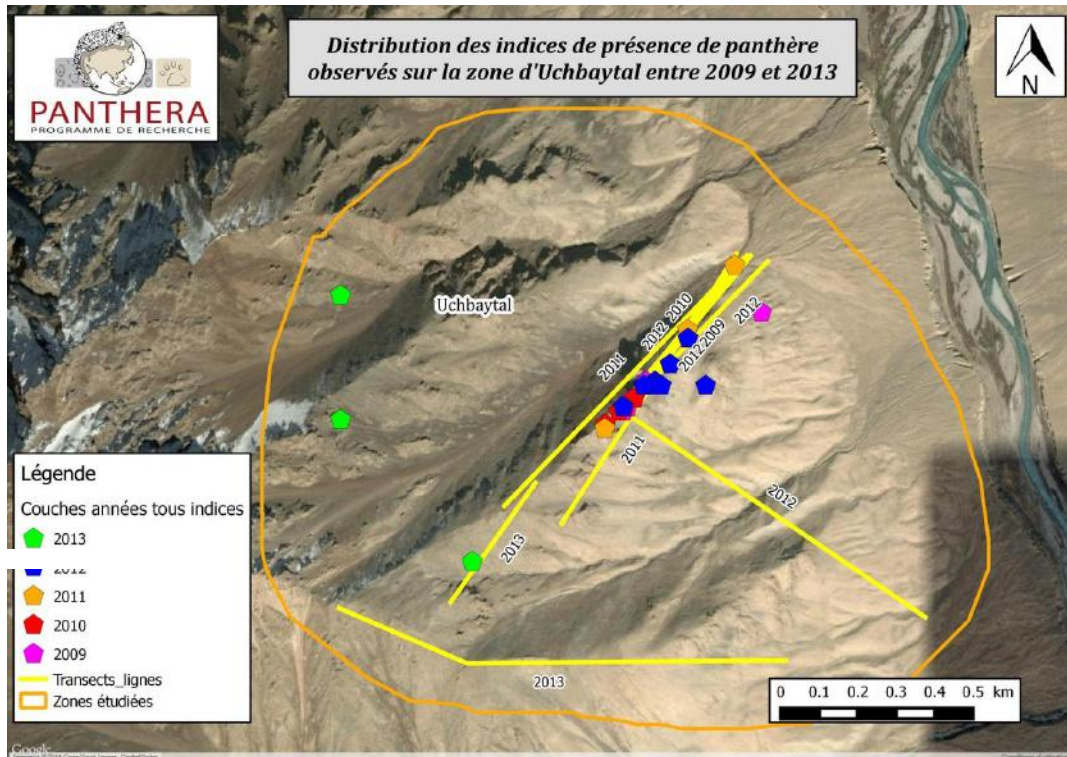 PANTHERA
PROGRAMME DE RECHERCHE
Distribution des indices de présence de panthère
observés sur la zone d'Uchbaytal entre 2009 et 2013
N
Uchbaytal
2010
2012
2011
2012
2009
2012
2011
2012
2013
2013
Légende
Couches années tous indices
2013
2012
2011
2010
2009
Transects_lignes
Zones étudiées
0 0.1 0.2 0.3 0.4 0.5 km
Google